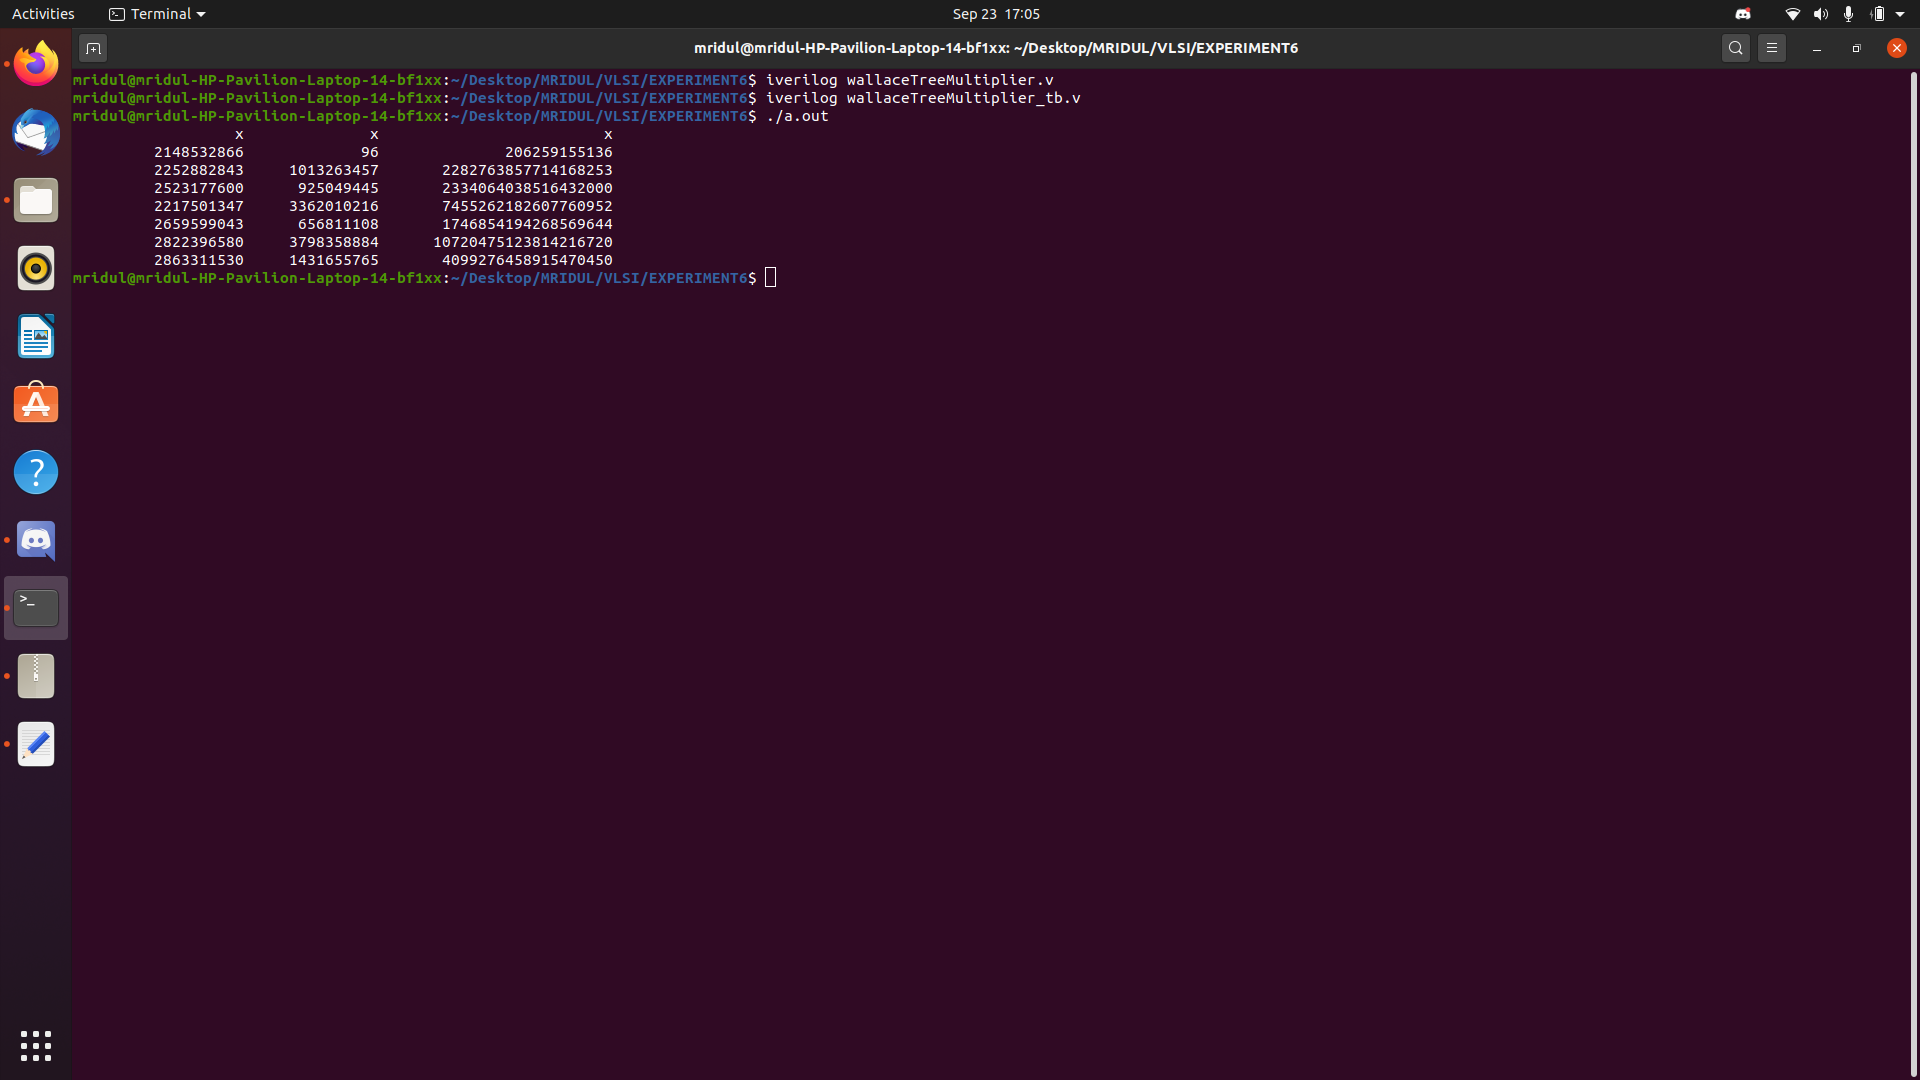 Activities Terminal Sep 23 17:05
mridul@mridul-HP-Pavilion-Laptop-14-bf1xx: ~/Desktop/MRIDUL/VLSI/EXPERIMENT6
mridul@mridul-HP-Pavilion-Laptop-14-bf1xx:~/Desktop/MRIDUL/VLSI/EXPERIMENT6$ iverilog wallaceTreeMultiplier.v
mridul@mridul-HP-Pavilion-Laptop-14-bf1xx:~/Desktop/MRIDUL/VLSI/EXPERIMENT6$ iverilog wallaceTreeMultiplier_tb.v
mridul@mridul-HP-Pavilion-Laptop-14-bf1xx:~/Desktop/MRIDUL/VLSI/EXPERIMENT6$ ./a.out
x x x
2148532866 96 206259155136
2252882843 1013263457 2282763857714168253
2523177600 925049445 2334064038516432000
2217501347 3362010216 7455262182607760952
2659599043 656811108 1746854194268569644
2822396580 3798358884 10720475123814216720
2863311530 1431655765 4099276458915470450
mridul@mridul-HP-Pavilion-Laptop-14-bf1xx:~/Desktop/MRIDUL/VLSI/EXPERIMENT6$